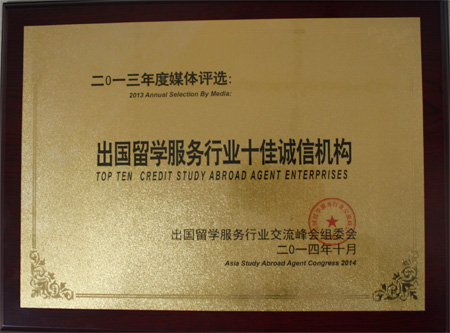 二0一三年度媒体评选:
2013 Annual Selection By Media:
出国留学服务行业十佳诚信机构
TOP TEN CREDIT STUDY ABROAD AGENT ENTERPRISES
出国留学服务行业交流峰会组委会
二0一四年十月
Asia Study Abroad Agent Congress 2014